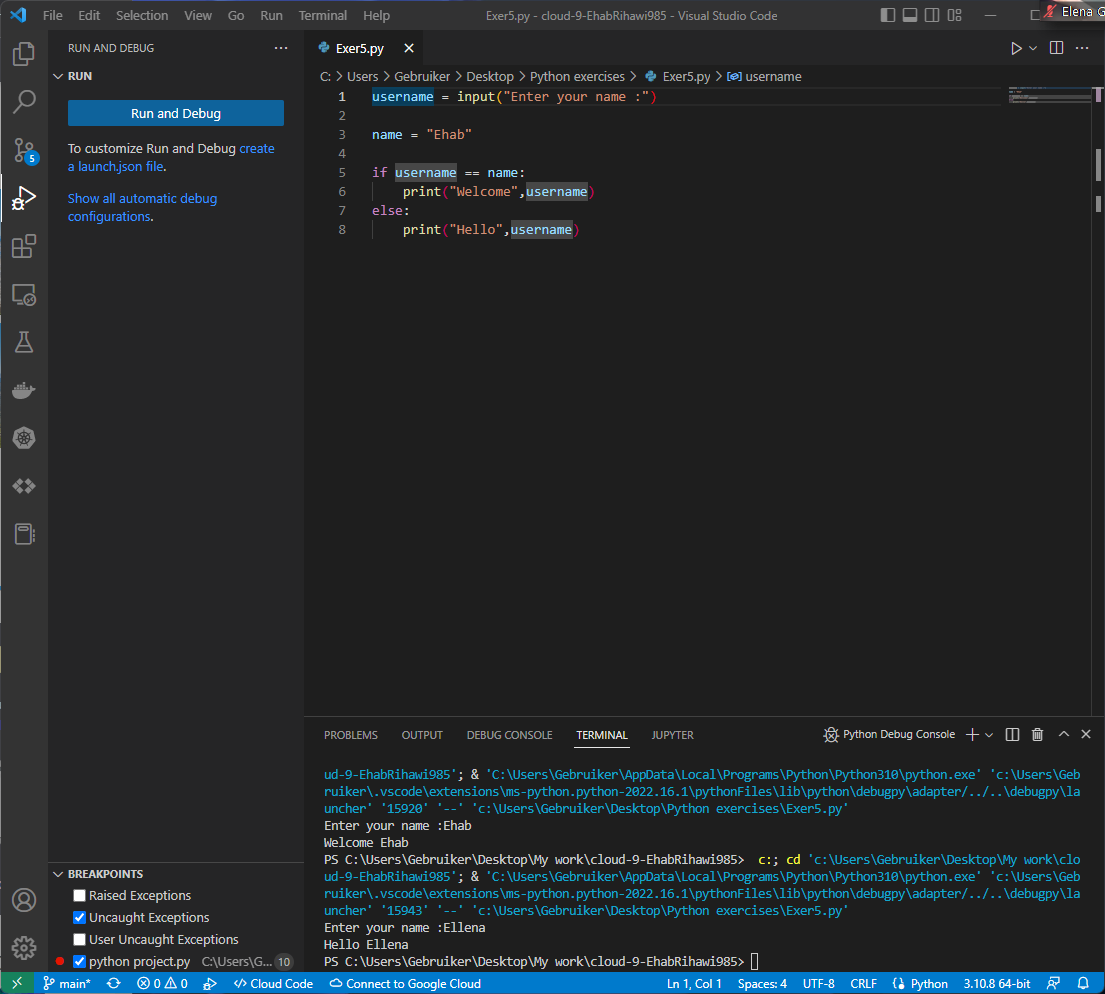 File Edit Selection View Go Run Terminal Help Exer5.py - cloud-9-EhabRihawi985 - Visual Studio Code Elena G
RUN AND DEBUG
RUN
Run and Debug
To customize Run and Debug create
a launch.json file.
Show all automatic debug
configurations.
5
Exer5.py
C: > Users > Gebruiker > Desktop > Python exercises > Exer5.py > username
1 username = input("Enter your name :")
2
3 name = "Ehab"
4
5 if username == name:
6 print("Welcome",username)
7 else:
8 print("Hello",username)
PROBLEMS OUTPUT DEBUG CONSOLE TERMINAL JUPYTER Python Debug Console
ud-9-EhabRihawi985'; & 'C:\Users\Gebruiker\AppData\Local\Programs\Python\Python310\python.exe' 'c:\Users\Geb
ruiker\.vscode\extensions\ms-python.python-2022.16.1\pythonFiles\lib\python\debugpy\adapter/../..\debugpy\la
uncher' '15920' '--' 'c:\Users\Gebruiker\Desktop\Python exercises\Exer5.py'
Enter your name :Ehab
Welcome Ehab
PS C:\Users\Gebruiker\Desktop\My work\cloud-9-EhabRihawi985> c:; cd 'c:\Users\Gebruiker\Desktop\My work\clo
ud-9-EhabRihawi985'; & 'C:\Users\Gebruiker\AppData\Local\Programs\Python\Python310\python.exe' 'c:\Users\Geb
ruiker\.vscode\extensions\ms-python.python-2022.16.1\pythonFiles\lib\python\debugpy\adapter/../..\debugpy\la
uncher' '15943' '--' 'c:\Users\Gebruiker\Desktop\Python exercises\Exer5.py'
Enter your name :Ellena
Hello Ellena
PS C:\Users\Gebruiker\Desktop\My work\cloud-9-EhabRihawi985>
BREAKPOINTS
Raised Exceptions
Uncaught Exceptions
User Uncaught Exceptions
python project.py C:\Users\G... 10
main* 0 0 Cloud Code Connect to Google Cloud Ln 1, Col 1 Spaces: 4 UTF-8 CRLF Python 3.10.8 64-bit